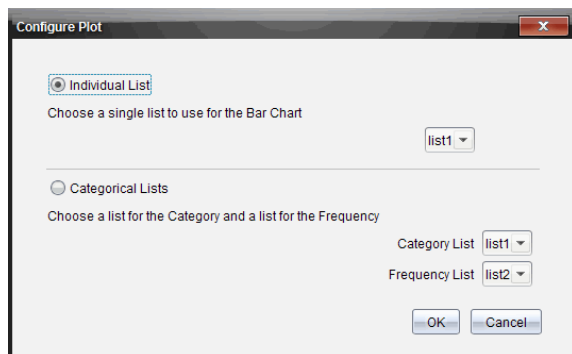 Configure Plot
Individual List
Choose a single list to use for the Bar Chart
list1
Categorical Lists
Choose a list for the Category and a list for the Frequency
Category List list1
Frequency List list2
OK Cancel